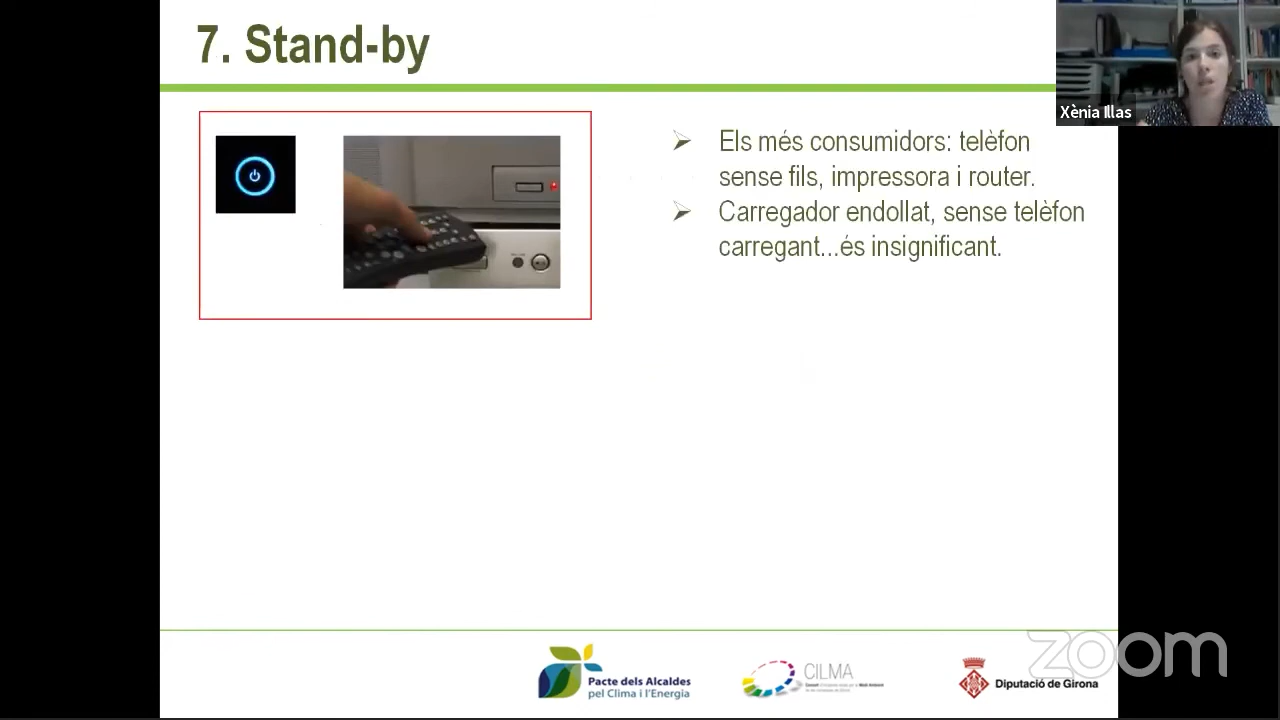 7. Stand-by
Xènia Illas
➢ Els més consumidors: telèfon
sense fils, impressora i router.
➢ Carregador endollat, sense telèfon
carregant...és insignificant.
Pacte dels Alcaldes
pel Clima i l'Energia
CILMA
Diputació de Girona
zoom